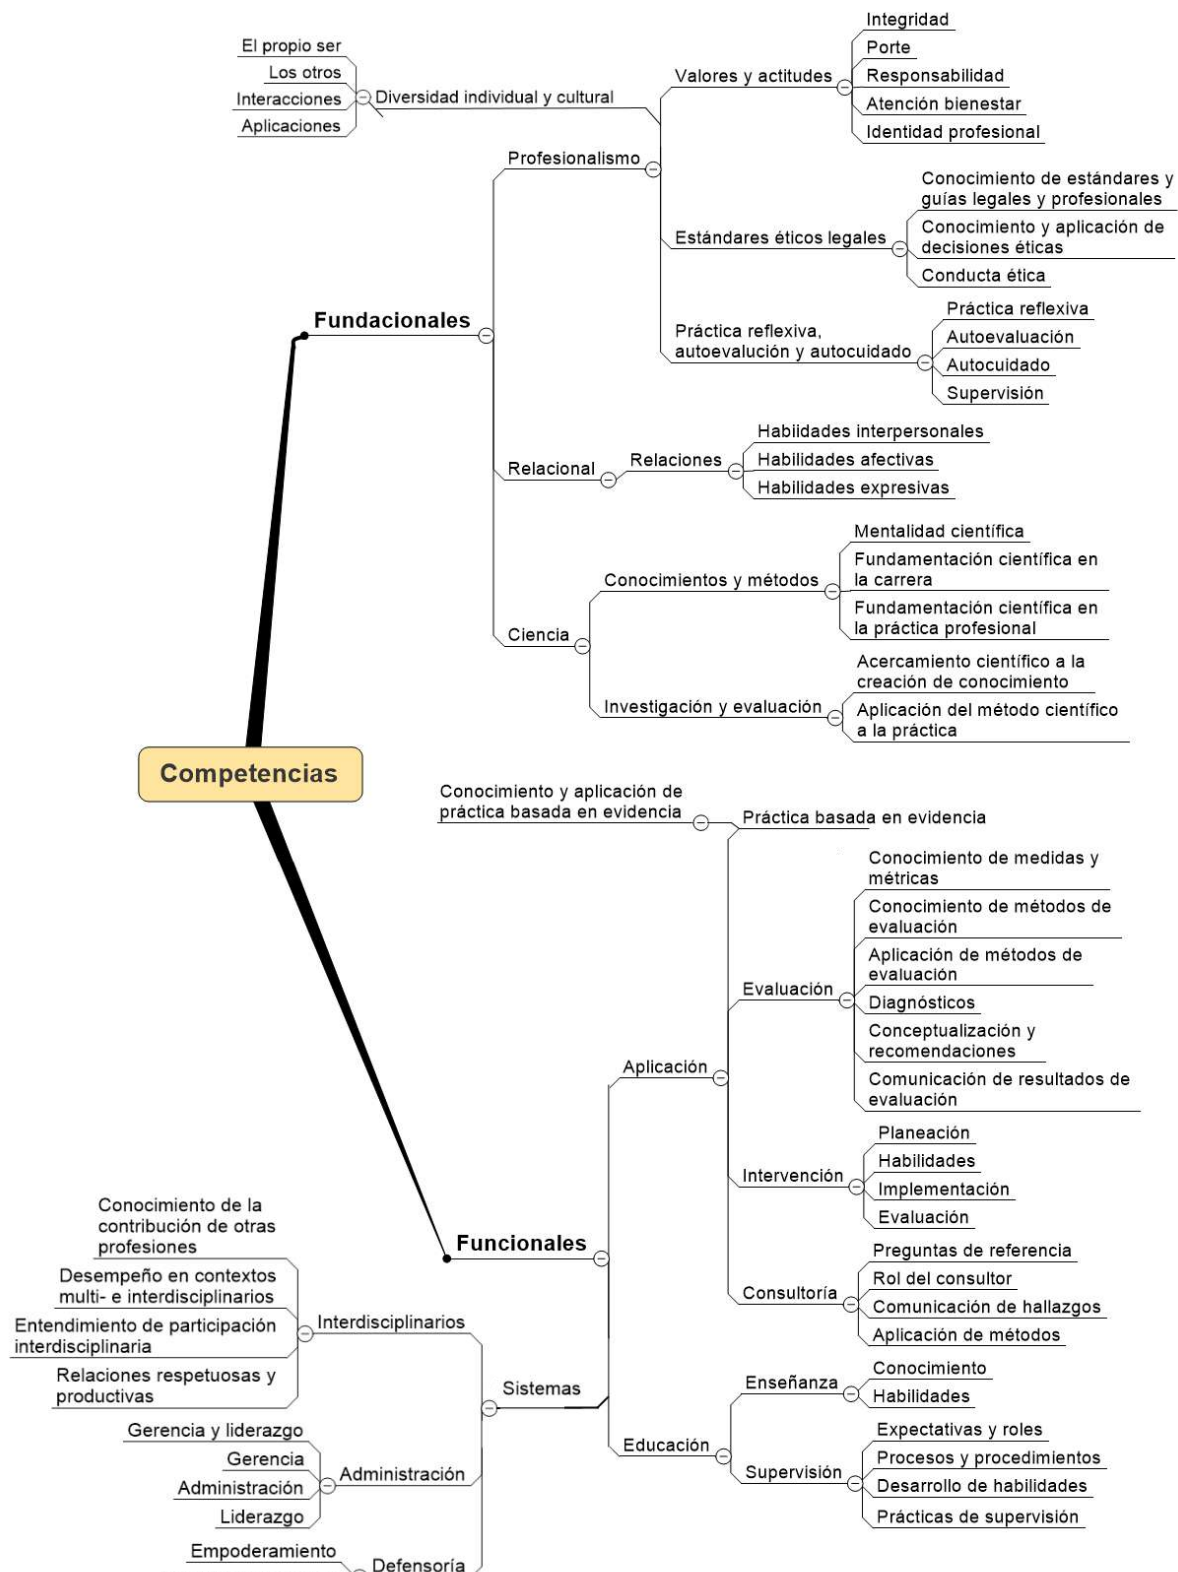 Integridad
Porte
Responsabilidad
Atención bienestar
Identidad profesional
Valores y actitudes
El propio ser
Los otros
Interacciones
Aplicaciones
Diversidad individual y cultural
Profesionalismo
Conocimiento de estándares y
guías legales y profesionales
Conocimiento y aplicación de
decisiones éticas
Conducta ética
Estándares éticos legales
Práctica reflexiva,
autoevalución y autocuidado
Práctica reflexiva
Autoevaluación
Autocuidado
Supervisión
Fundacionales
Relacional
Relaciones
Habiidades interpersonales
Habilidades afectivas
Habilidades expresivas
Ciencia
Conocimientos y métodos
Mentalidad científica
Fundamentación científica en
la carrera
Fundamentación científica en
la práctica profesional
Investigación y evaluación
Acercamiento científico a la
creación de conocimiento
Aplicación del método científico
a la práctica
Competencias
Conocimiento y aplicación de
práctica basada en evidencia
Práctica basada en evidencia
Conocimiento de medidas y
métricas
Conocimiento de métodos de
evaluación
Aplicación de métodos de
evaluación
Diagnósticos
Conceptualización y
recomendaciones
Comunicación de resultados de
evaluación
Evaluación
Aplicación
Intervención
Planeación
Habilidades
Implementación
Evaluación
Funcionales
Consultoría
Preguntas de referencia
Rol del consultor
Comunicación de hallazgos
Aplicación de métodos
Educación
Enseñanza
Conocimiento
Habilidades
Supervisión
Expectativas y roles
Procesos y procedimientos
Desarrollo de habilidades
Prácticas de supervisión
Sistemas
Interdisciplinarios
Conocimiento de la
contribución de otras
profesiones
Desempeño en contextos
multi- e interdisciplinarios
Entendimiento de participación
interdisciplinaria
Relaciones respetuosas y
productivas
Administración
Gerencia y liderazgo
Gerencia
Administración
Liderazgo
Defensoría
Empoderamiento